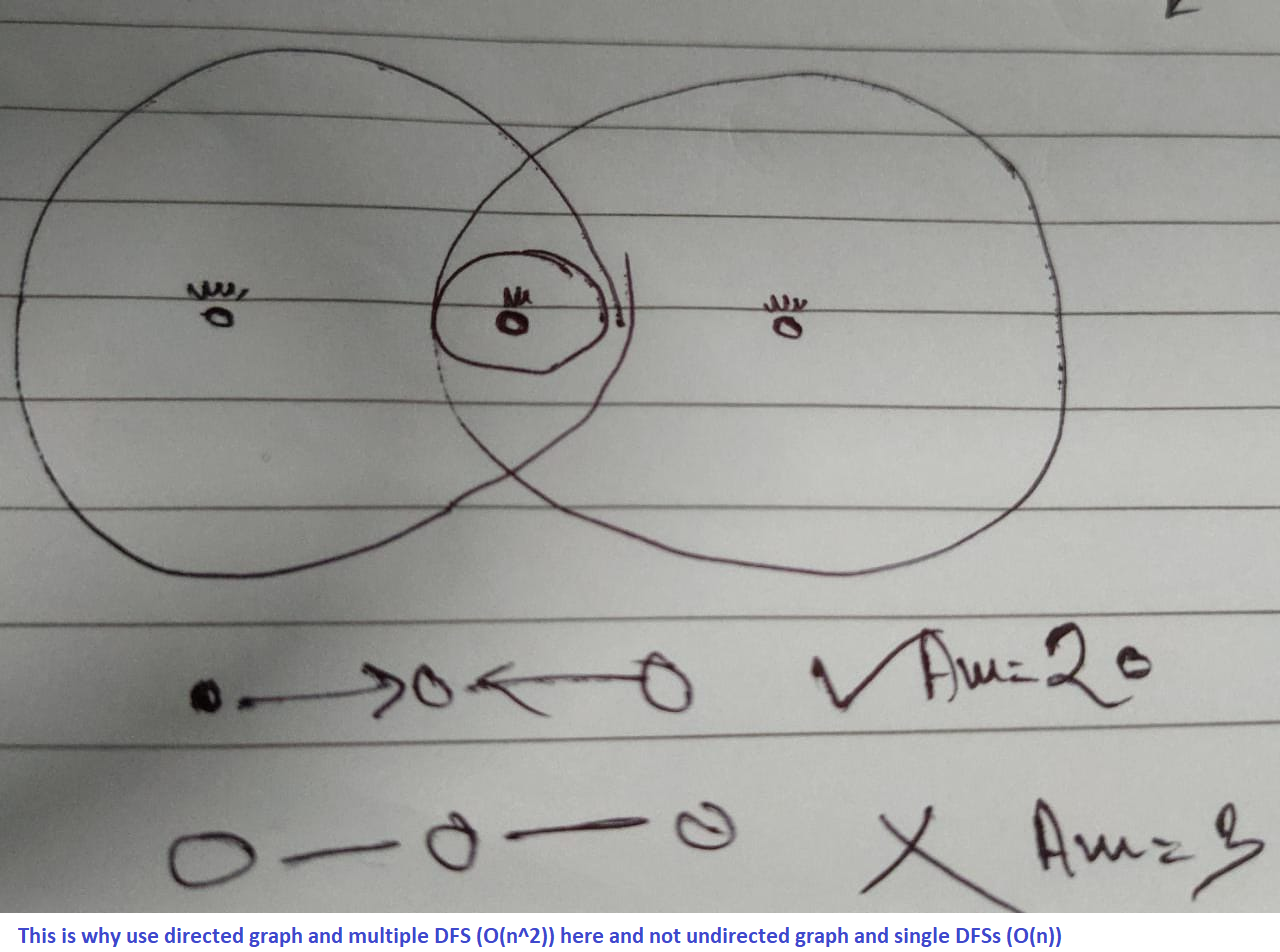 Ans=2
Ans=3
This is why use directed graph and multiple DFS (O(n^2)) here and not undirected graph and single DFSs (O(n))